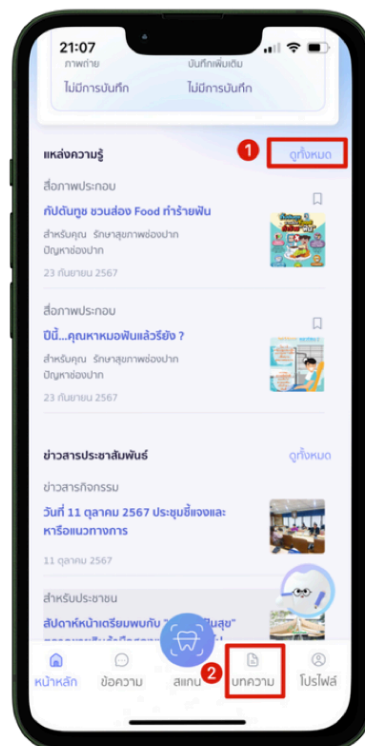 21:07
ภาพถ่าย
บันทึกเพิ่มเติม
ไม่มีการบันทึก
ไม่มีการบันทึก
แหล่งความรู้
1
ดูทั้งหมด
สื่อภาพประกอบ
กัปตันทูช ชวนส่อง Food ทำร้ายฟัน
สำหรับคุณ รักษาสุขภาพช่องปาก
ปัญหาช่องปาก
23 กันยายน 2567
สื่อภาพประกอบ
ปีนี้...คุณหาหมอฟันแล้วรึยัง ?
สำหรับคุณ รักษาสุขภาพช่องปาก
ปัญหาช่องปาก
23 กันยายน 2567
ข่าวสารประชาสัมพันธ์
ดูทั้งหมด
ข่าวสารกิจกรรม
วันที่ 11 ตุลาคม 2567 ประชุมชี้แจงและ
หารือแนวทางการ
11 ตุลาคม 2567
สำหรับประชาชน
สัปดาห์หน้าเตรียมพบกับ
2
หน้าหลัก
ข้อความ
สแกน
บทความ
โปรไฟล์